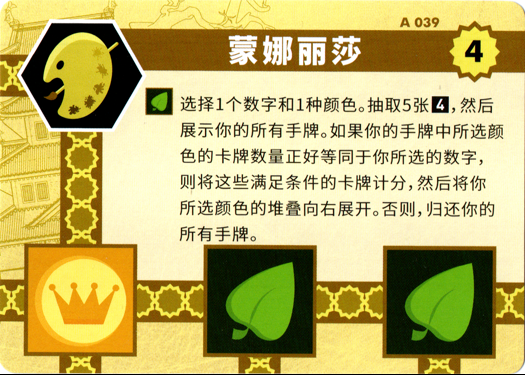 A 039
蒙娜丽莎
4
选择1个数字和1种颜色。抽取5张4,然后
展示你的所有手牌。如果你的手牌中所选颜
色的卡牌数量正好等同于你所选的数字,
则将这些满足条件的卡牌计分,然后将你
所选颜色的堆叠向右展开。否则,归还你的
所有手牌。